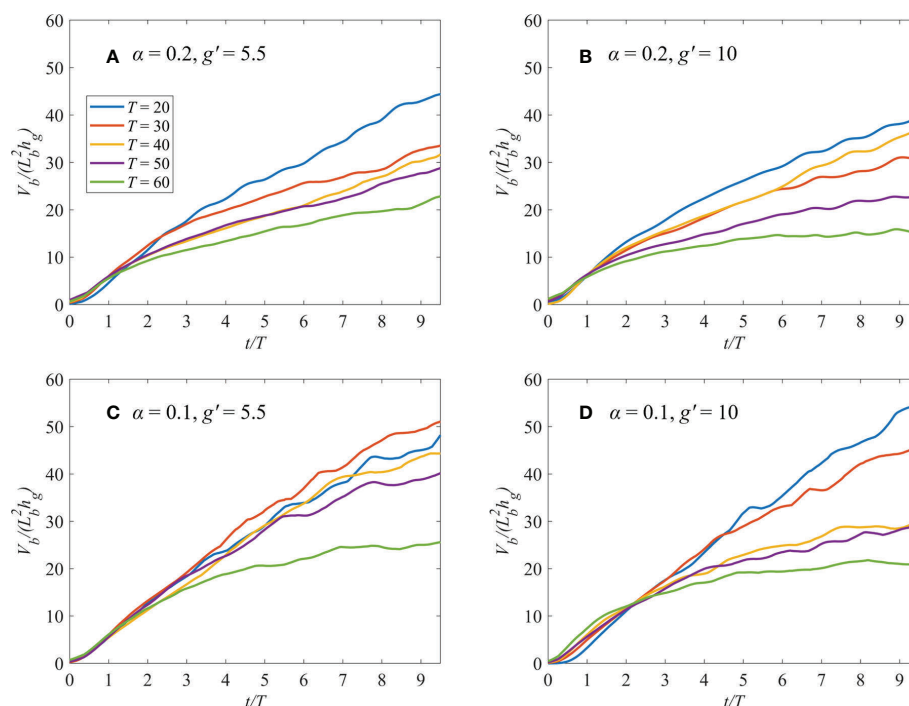 A α = 0.2, g′ = 5.5
60
50
40
30
20
10
0
V_b/(L_b^2 h_g)
T = 20
T = 30
T = 40
T = 50
T = 60
0 1 2 3 4 5 6 7 8 9
t/T
B α = 0.2, g′ = 10
60
50
40
30
20
10
0
V_b/(L_b^2 h_g)
0 1 2 3 4 5 6 7 8 9
t/T
C α = 0.1, g′ = 5.5
60
50
40
30
20
10
0
V_b/(L_b^2 h_g)
0 1 2 3 4 5 6 7 8 9
t/T
D α = 0.1, g′ = 10
60
50
40
30
20
10
0
V_b/(L_b^2 h_g)
0 1 2 3 4 5 6 7 8 9
t/T